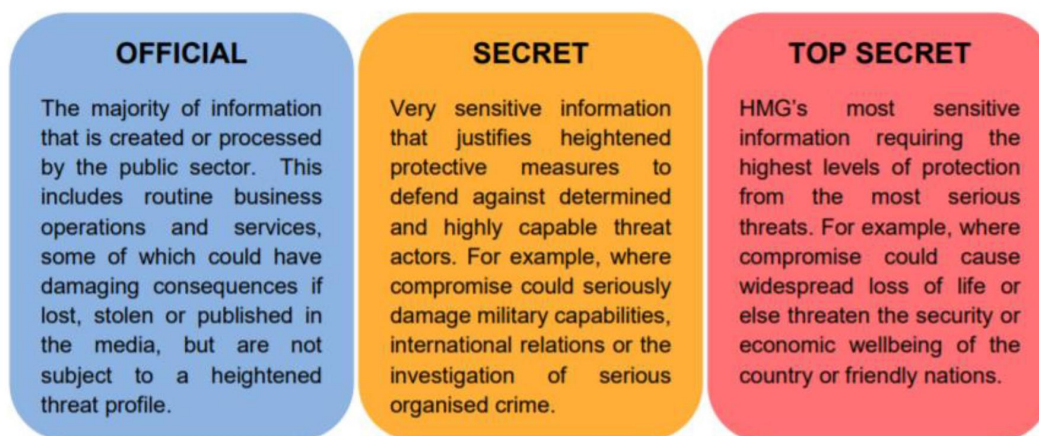 OFFICIAL
The majority of information
that is created or processed
by the public sector. This
includes routine business
operations and services,
some of which could have
damaging consequences if
lost, stolen or published in
the media, but are not
subject to a heightened
threat profile.
SECRET
Very sensitive information
that justifies heightened
protective measures to
defend against determined
and highly capable threat
actors. For example, where
compromise could seriously
damage military capabilities,
international relations or the
investigation of serious
organised crime.
TOP SECRET
HMG's most sensitive
information requiring the
highest levels of protection
from the most serious
threats. For example, where
compromise could cause
widespread loss of life or
else threaten the security or
economic wellbeing of the
country or friendly nations.